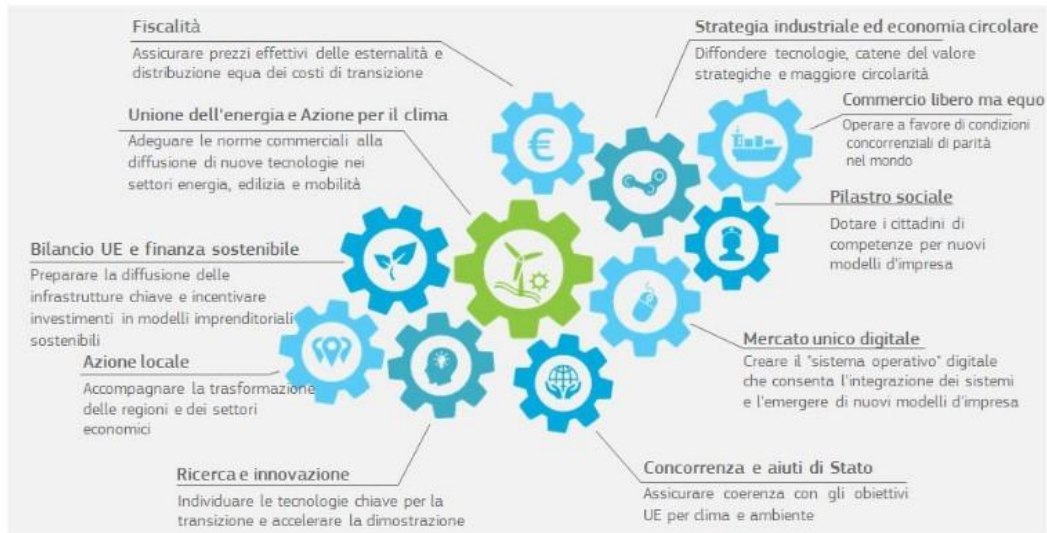 Fiscalità
Assicurare prezzi effettivi delle esternalità e
distribuzione equa dei costi di transizione
Unione dell'energia e Azione per il clima
Adeguare le norme commerciali alla
diffusione di nuove tecnologie nei
settori energia, edilizia e mobilità
Bilancio UE e finanza sostenibile
Preparare la diffusione delle
infrastrutture chiave e incentivare
investimenti in modelli imprenditoriali
sostenibili
Azione locale
Accompagnare la trasformazione
delle regioni e dei settori
economici
Ricerca e innovazione
Individuare le tecnologie chiave per la
transizione e accelerare la dimostrazione
Strategia industriale ed economia circolare
Diffondere tecnologie, catene del valore
strategiche e maggiore circolarità
Commercio libero ma equo
Operare a favore di condizioni
concorrenziali di parità
nel mondo
Pilastro sociale
Dotare i cittadini di
competenze per nuovi
modelli d'impresa
Mercato unico digitale
Creare il "sistema operativo" digitale
che consenta l'integrazione dei sistemi
e l'emergere di nuovi modelli d'impresa
Concorrenza e aiuti di Stato
Assicurare coerenza con gli obiettivi
UE per clima e ambiente
€